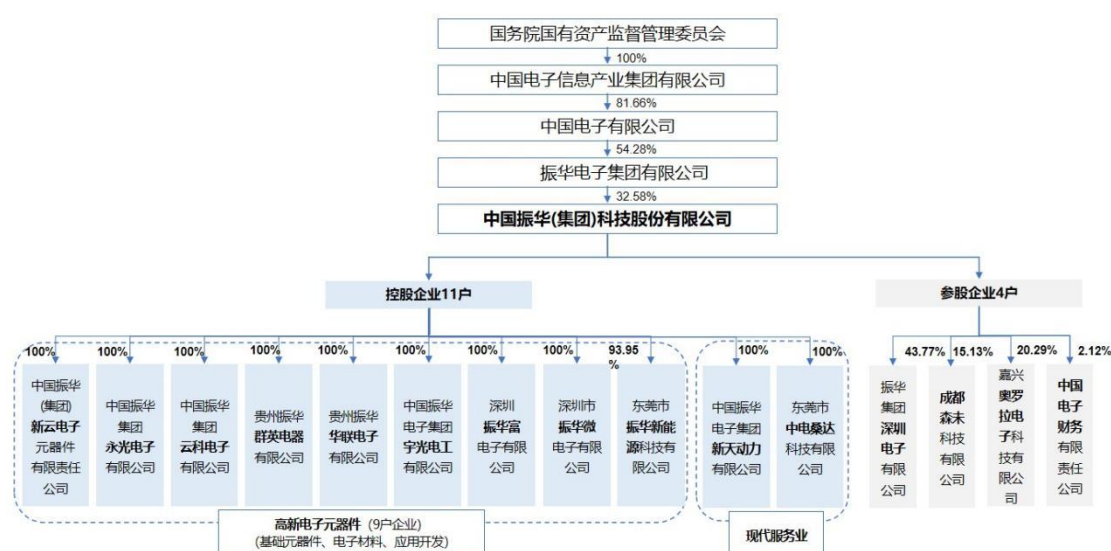 国务院国有资产监督管理委员会
100%
中国电子信息产业集团有限公司
81.66%
中国电子有限公司
54.28%
振华电子集团有限公司
32.58%
中国振华(集团)科技股份有限公司
控股企业11户
参股企业4户
100%
100%
100%
100%
100%
100%
100%
100%
93.95
%
100%
100%
43.77%
15.13%
20.29%
2.12%
中国振华
(集团)
新云电子
元器件
有限责任
公司
中国振华
集团
永光电子
有限公司
中国振华
集团
云科电子
有限公司
贵州振华
群英电器
有限公司
贵州振华
华联电子
有限公司
中国振华
电子集团
宇光电工
有限公司
深圳
振华富
电子有限
公司
深圳市
振华微
电子有限
公司
东莞市
振华新能
源科技有
限公司
中国振华
电子集团
新天动力
有限公司
东莞市
中电桑达
科技有限
公司
振华
集团
深圳
电子
有限
公司
成都
森未
科技
有限
公司
嘉兴
奥罗
拉电
子科
技有
限公
司
中国
电子
财务
有限
责任
公司
高新电子元器件（9户企业）
(基础元器件、电子材料、应用开发）
现代服务业